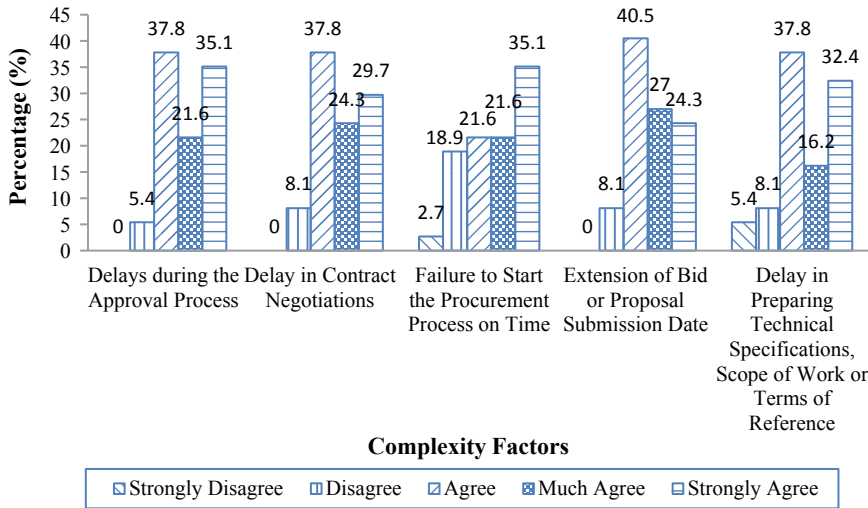 Percentage (%)
45
40
35
30
25
20
15
10
5
0
0
5.4
37.8
21.6
35.1
0
8.1
37.8
24.3
29.7
2.7
18.9
21.6
21.6
35.1
0
8.1
40.5
27
24.3
5.4
8.1
37.8
16.2
32.4
Delays during the
Approval Process
Delay in Contract
Negotiations
Failure to Start
the Procurement
Process on Time
Extension of Bid
or Proposal
Submission Date
Delay in
Preparing
Technical
Specifications,
Scope of Work or
Terms of
Reference
Complexity Factors
Strongly Disagree
Disagree
Agree
Much Agree
Strongly Agree